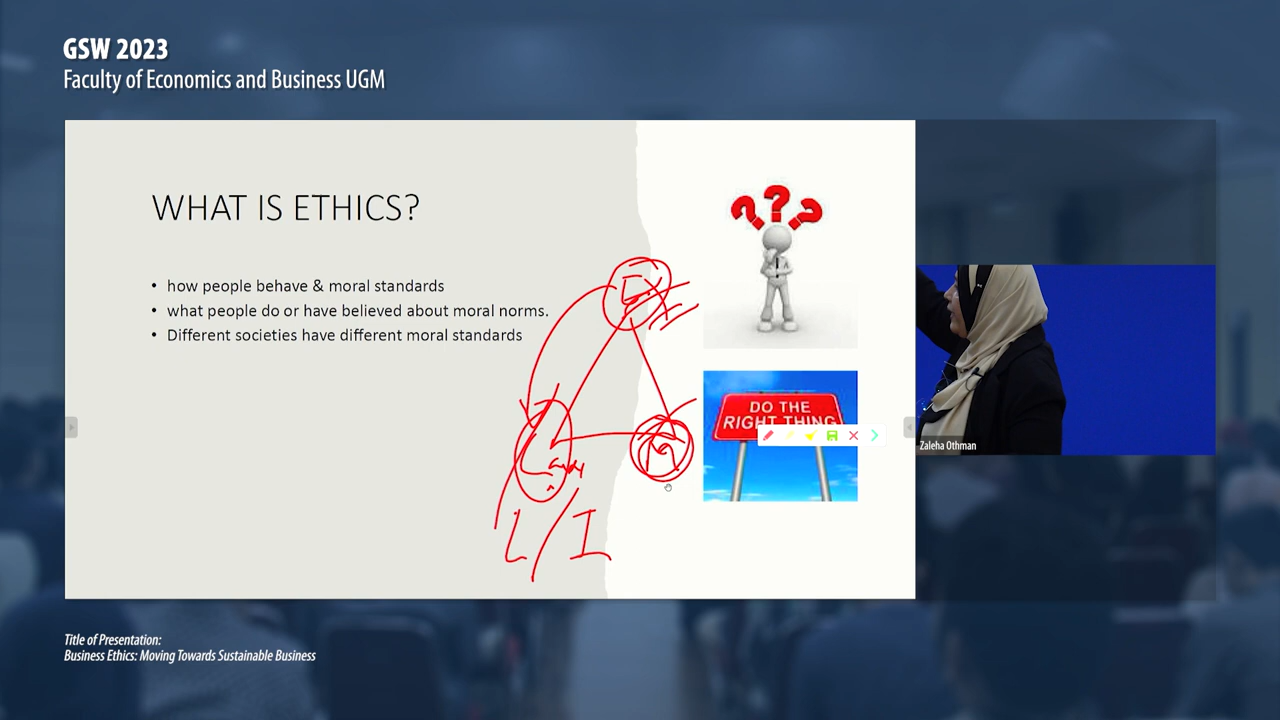 GSW 2023
Faculty of Economics and Business UGM
WHAT IS ETHICS?
• how people behave & moral standards
• what people do or have believed about moral norms.
• Different societies have different moral standards
???
DO THE
RIGHT THING
L/I
Zaleha Othman
Title of Presentation:
Business Ethics: Moving Towards Sustainable Business